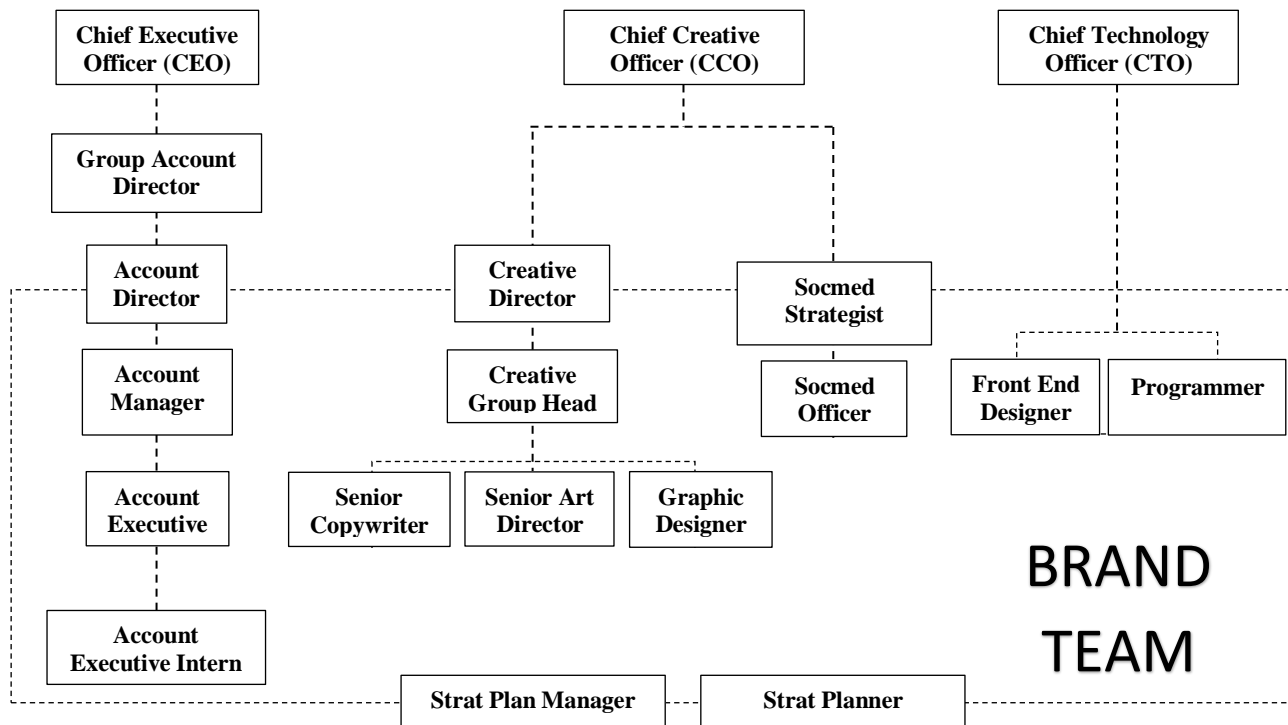 Chief Executive
Officer (CEO)
Chief Creative
Officer (CCO)
Chief Technology
Officer (CTO)
Group Account
Director
Account
Director
Creative
Director
Socmed
Strategist
Account
Manager
Creative
Group Head
Socmed
Officer
Front End
Designer
Programmer
Account
Executive
Senior
Copywriter
Senior Art
Director
Graphic
Designer
BRAND
TEAM
Account
Executive Intern
Strat Plan Manager
Strat Planner